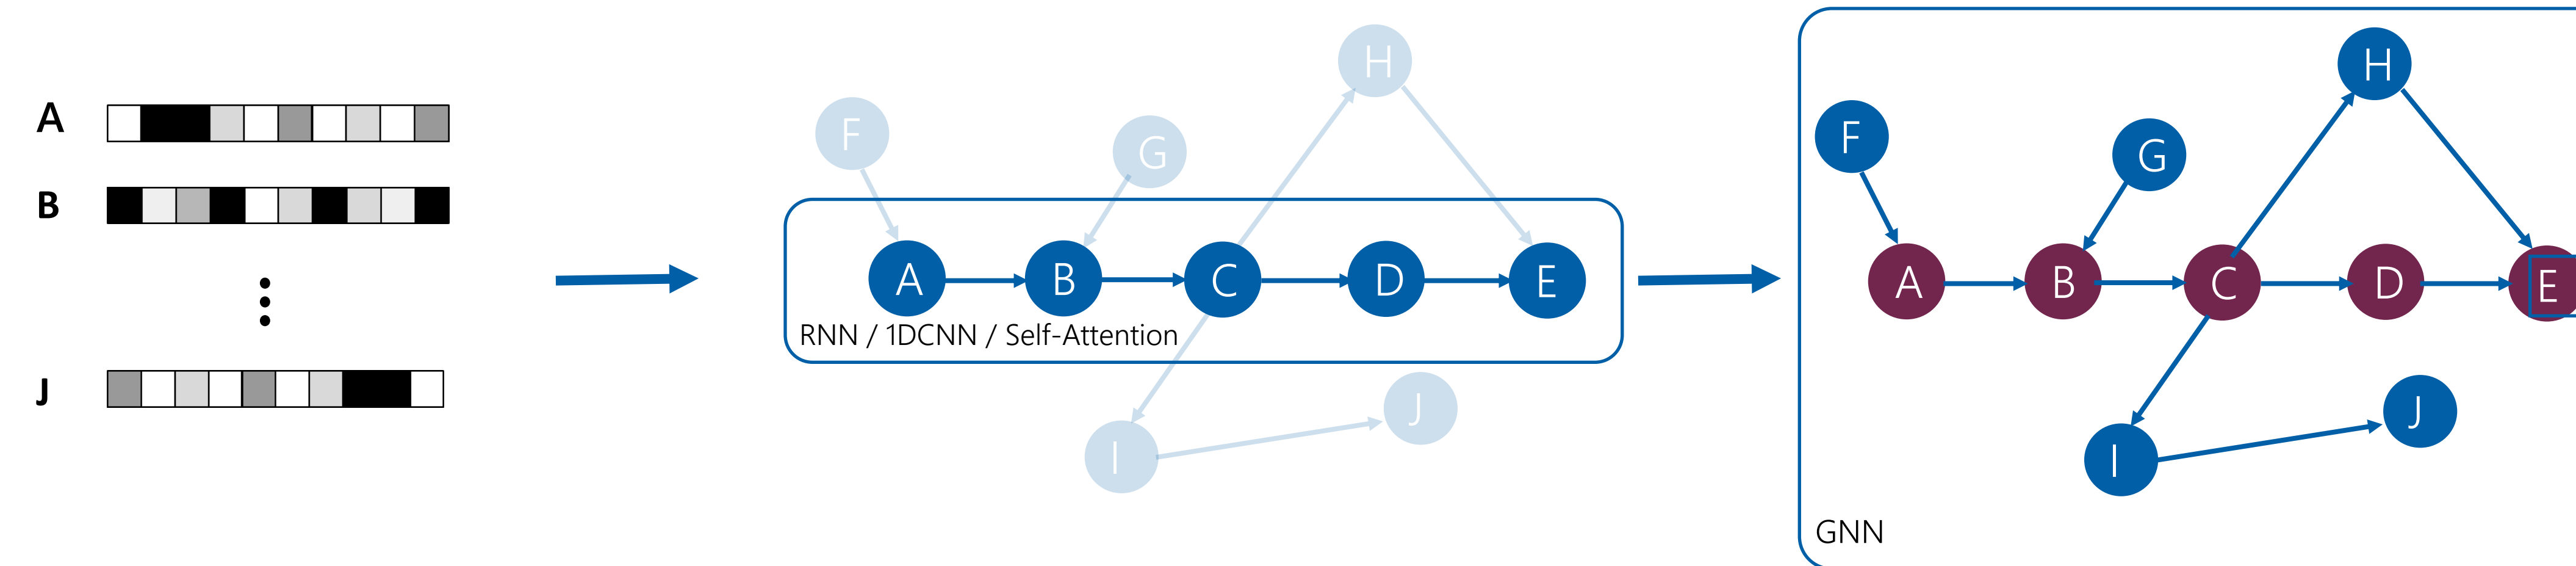 A
B
J
F
G
H
A
B
C
D
E
RNN / 1DCNN / Self-Attention
I
J
F
G
H
A
B
C
D
E
I
J
GNN